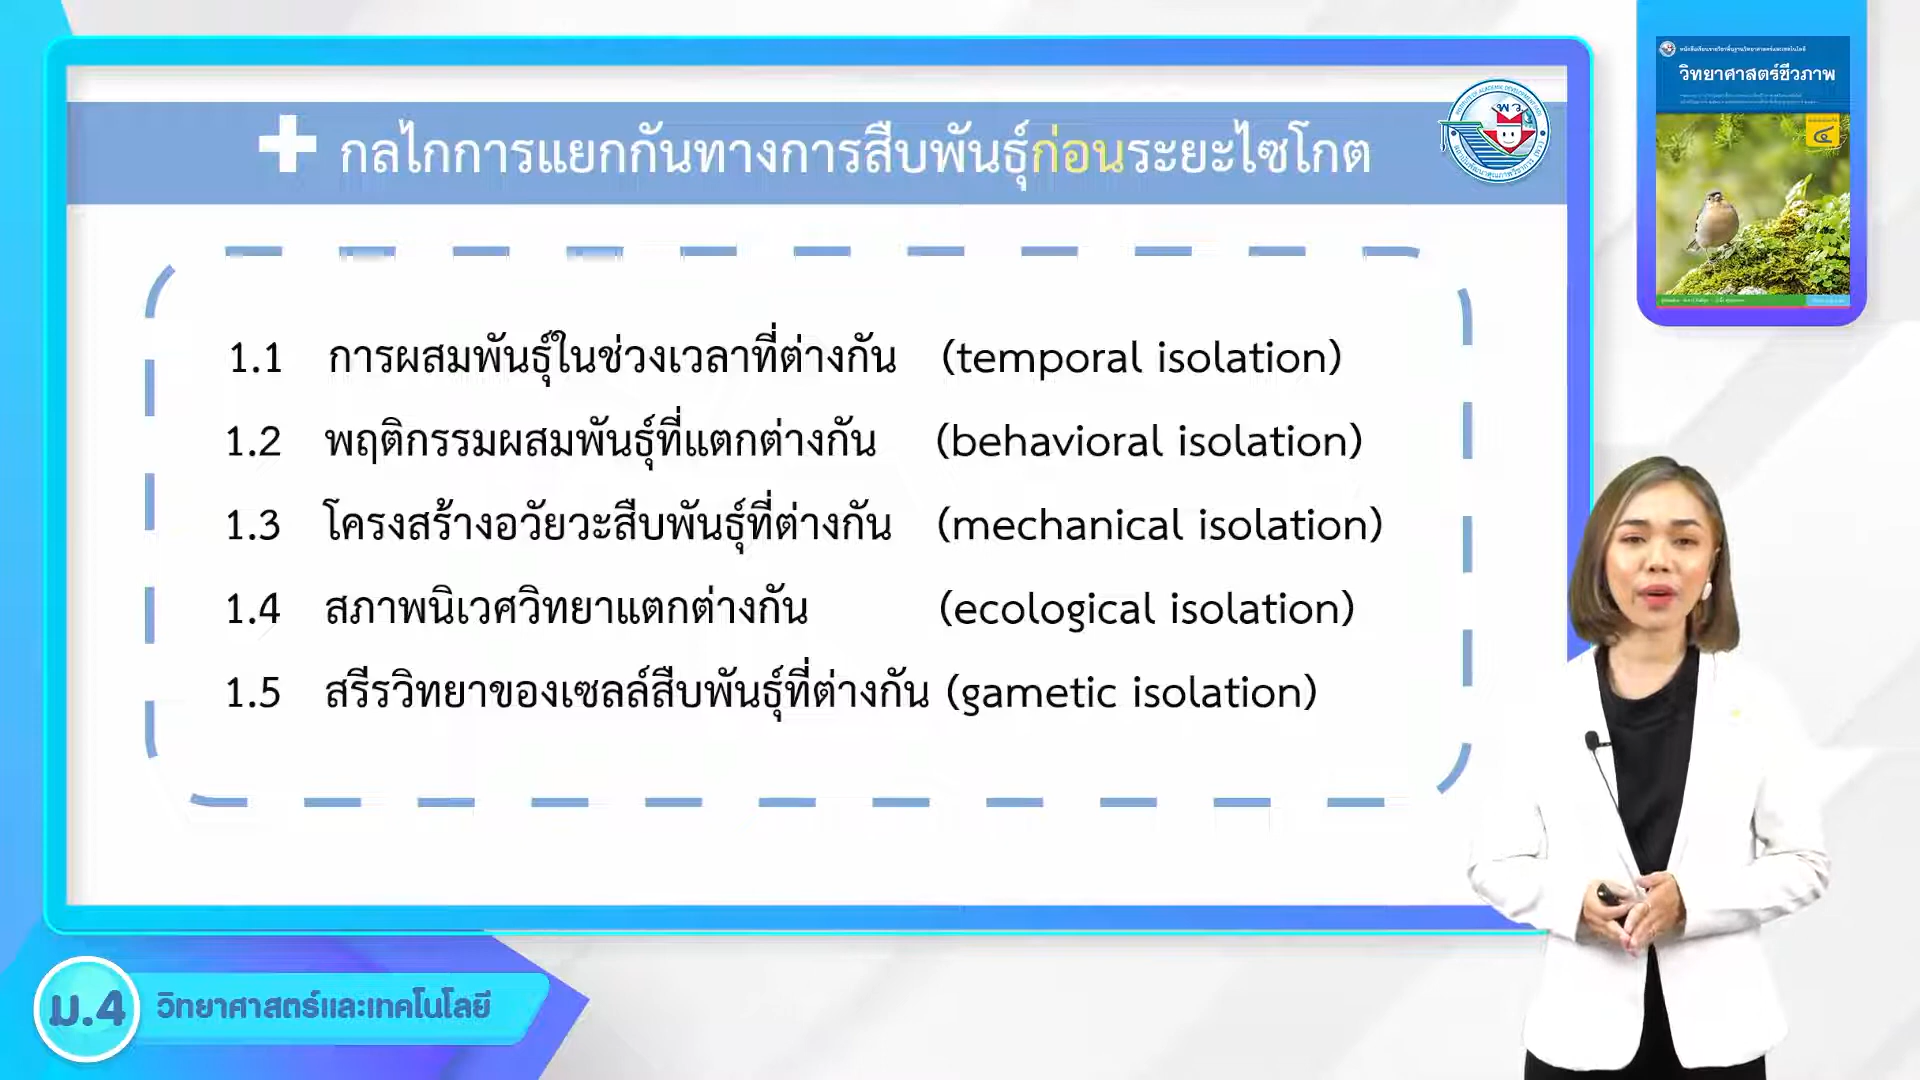 กลไกการแยกกันทางการสืบพันธุ์ก่อนระยะไซโกต
พว.
วิทยาศาสตร์ชีวภาพ
๔
1.1 การผสมพันธุ์ในช่วงเวลาที่ต่างกัน (temporal isolation)
1.2 พฤติกรรมผสมพันธุ์ที่แตกต่างกัน (behavioral isolation)
1.3 โครงสร้างอวัยวะสืบพันธุ์ที่ต่างกัน (mechanical isolation)
1.4 สภาพนิเวศวิทยาแตกต่างกัน (ecological isolation)
1.5 สรีรวิทยาของเซลล์สืบพันธุ์ที่ต่างกัน (gametic isolation)
ม.4 วิทยาศาสตร์และเทคโนโลยี